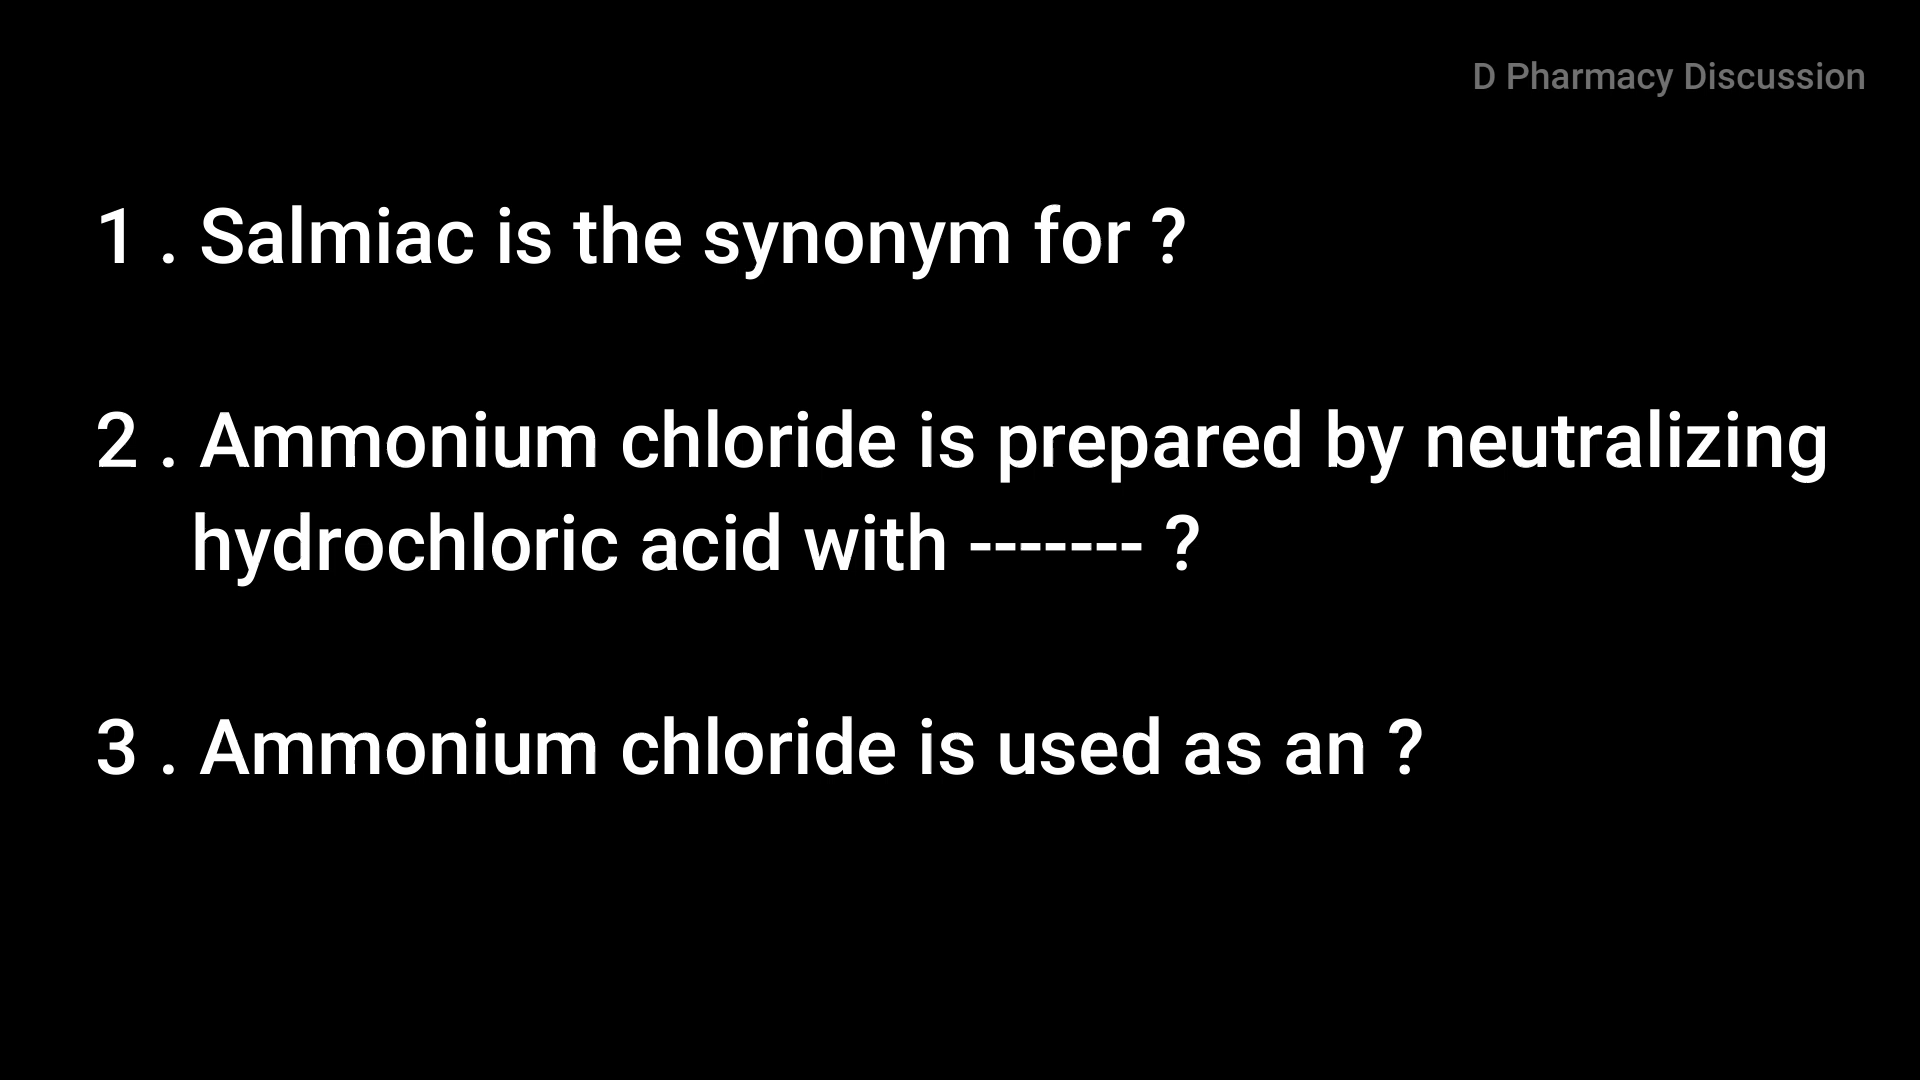 D Pharmacy Discussion
1 . Salmiac is the synonym for ?
2 . Ammonium chloride is prepared by neutralizing
hydrochloric acid with ------- ?
3 . Ammonium chloride is used as an ?